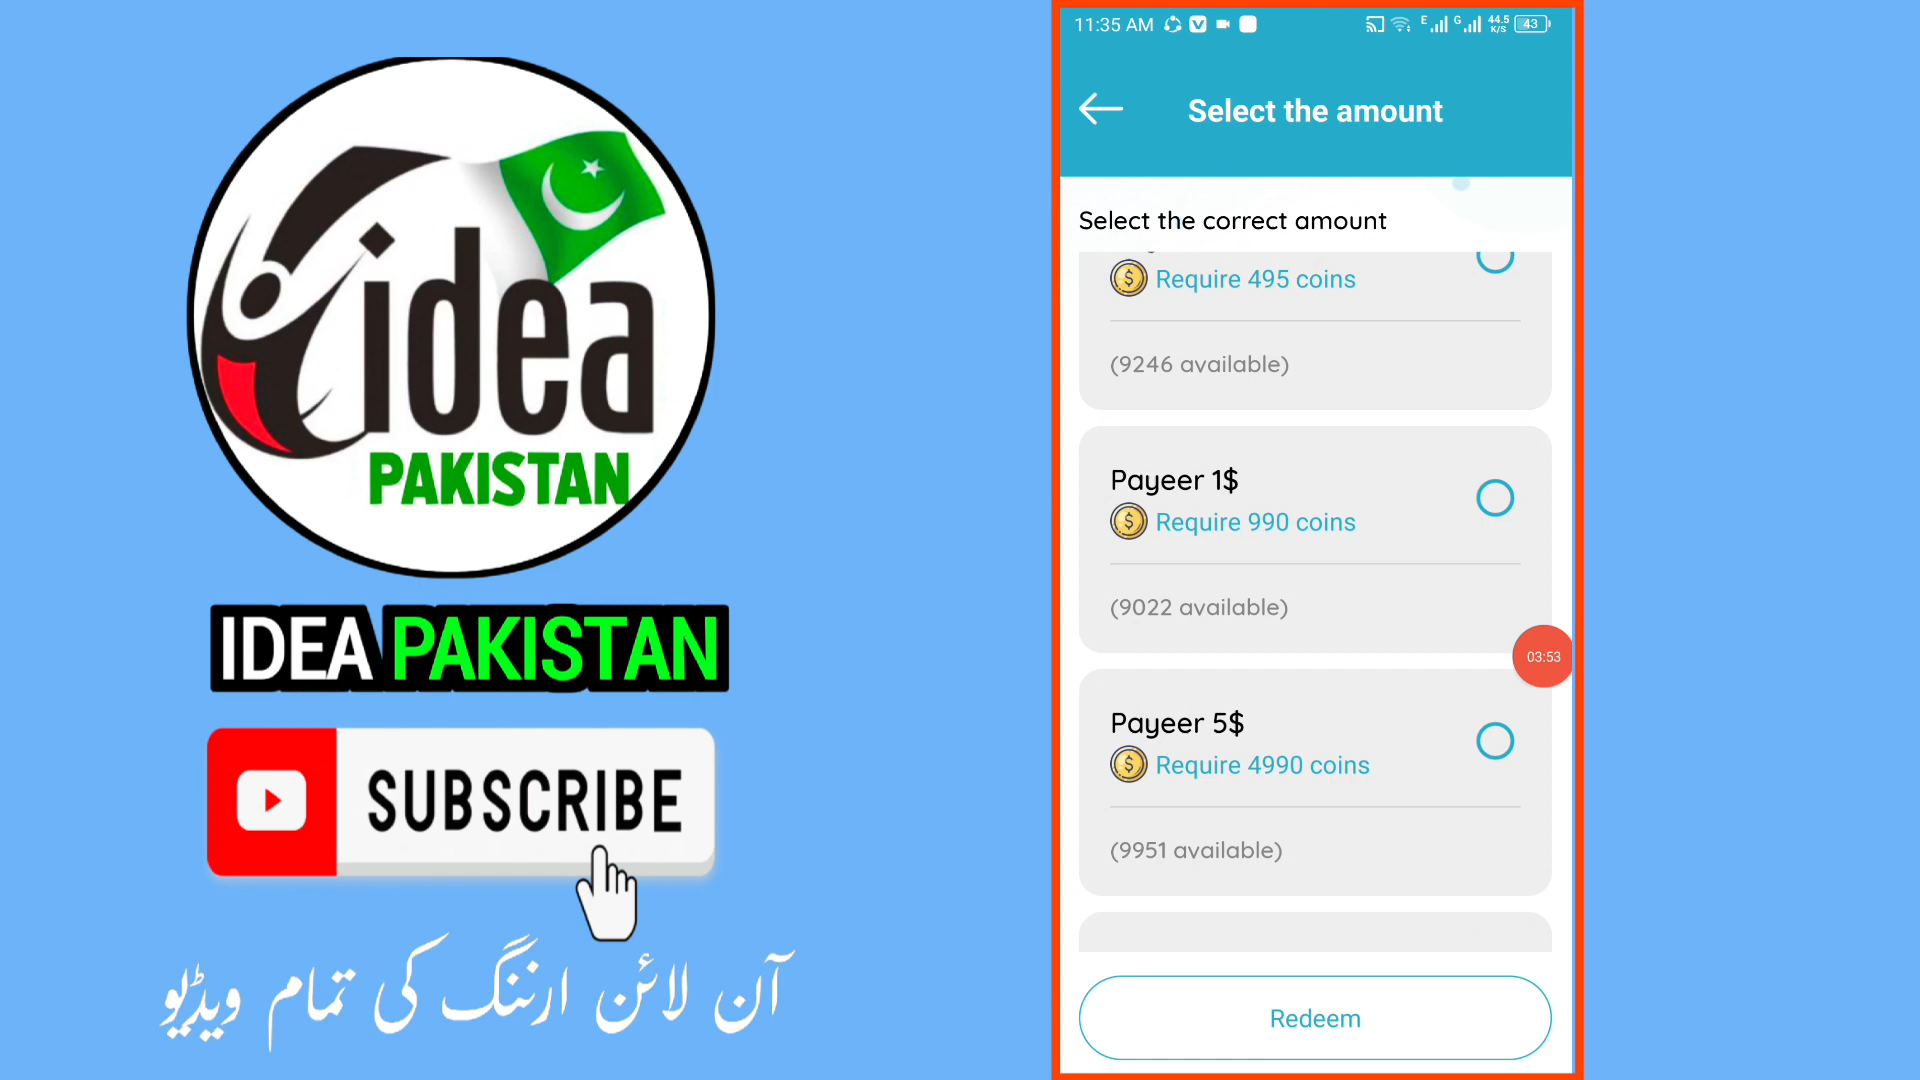 idea
PAKISTAN
IDEA PAKISTAN
SUBSCRIBE
آن لائن ارننگ کی تمام ویڈیو
11:35 AM
E G 44.5 K/S 43
Select the amount
Select the correct amount
Require 495 coins
(9246 available)
Payeer 1$
Require 990 coins
(9022 available)
03:53
Payeer 5$
Require 4990 coins
(9951 available)
Redeem